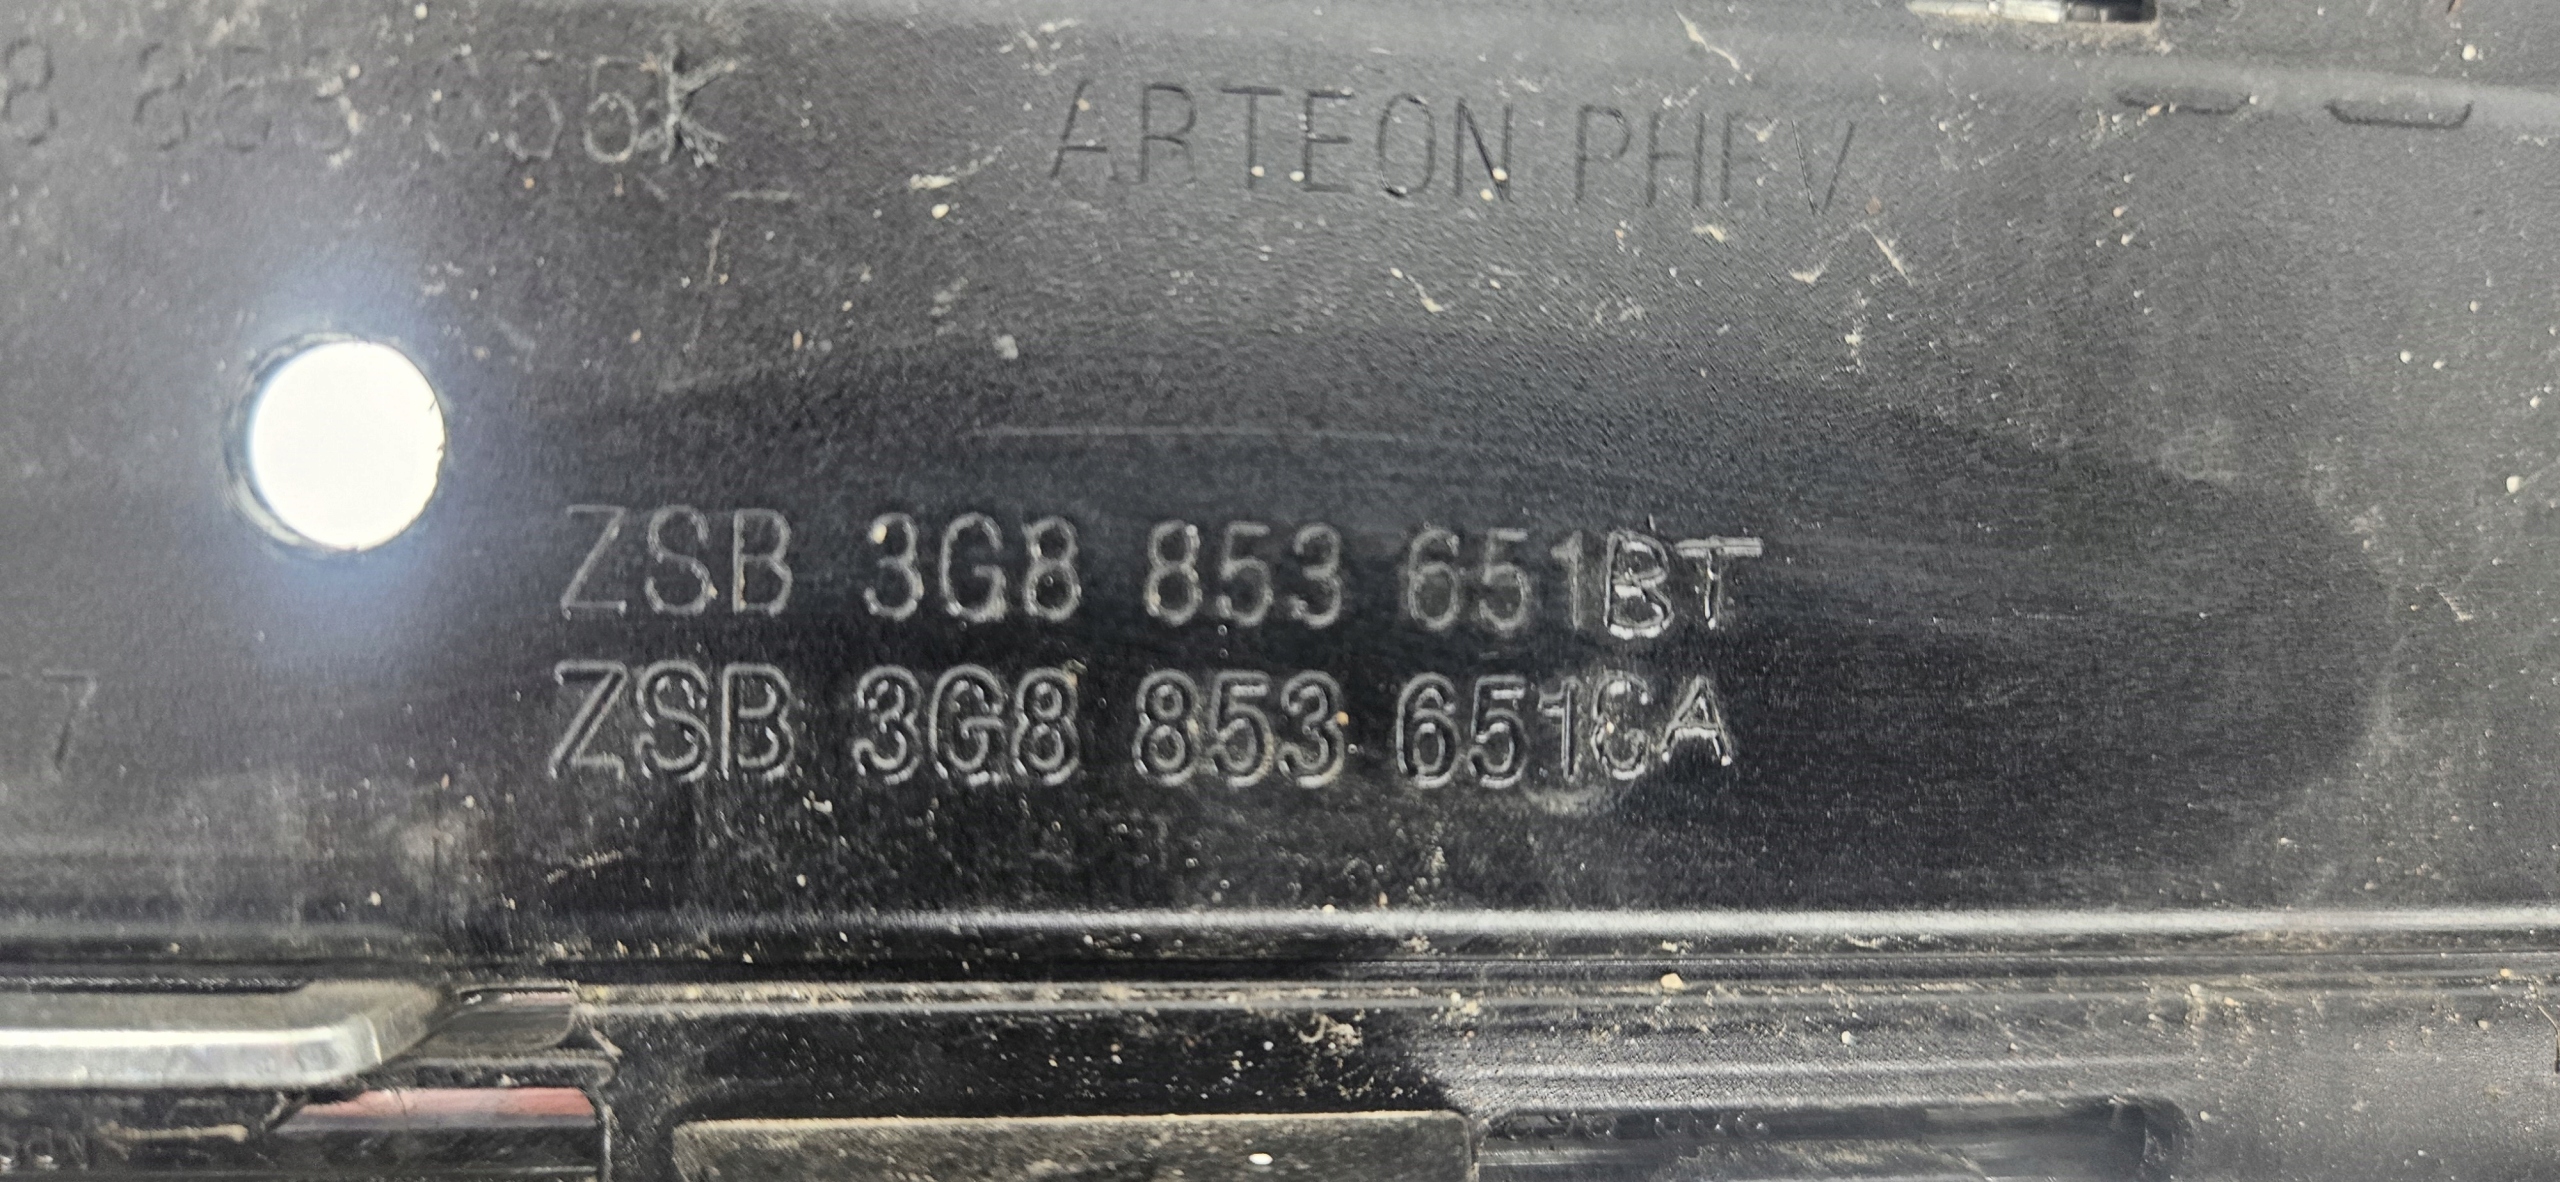 ARTEON PHEV
ZSB 3G8 853 651BT
ZSB 3G8 853 651CA